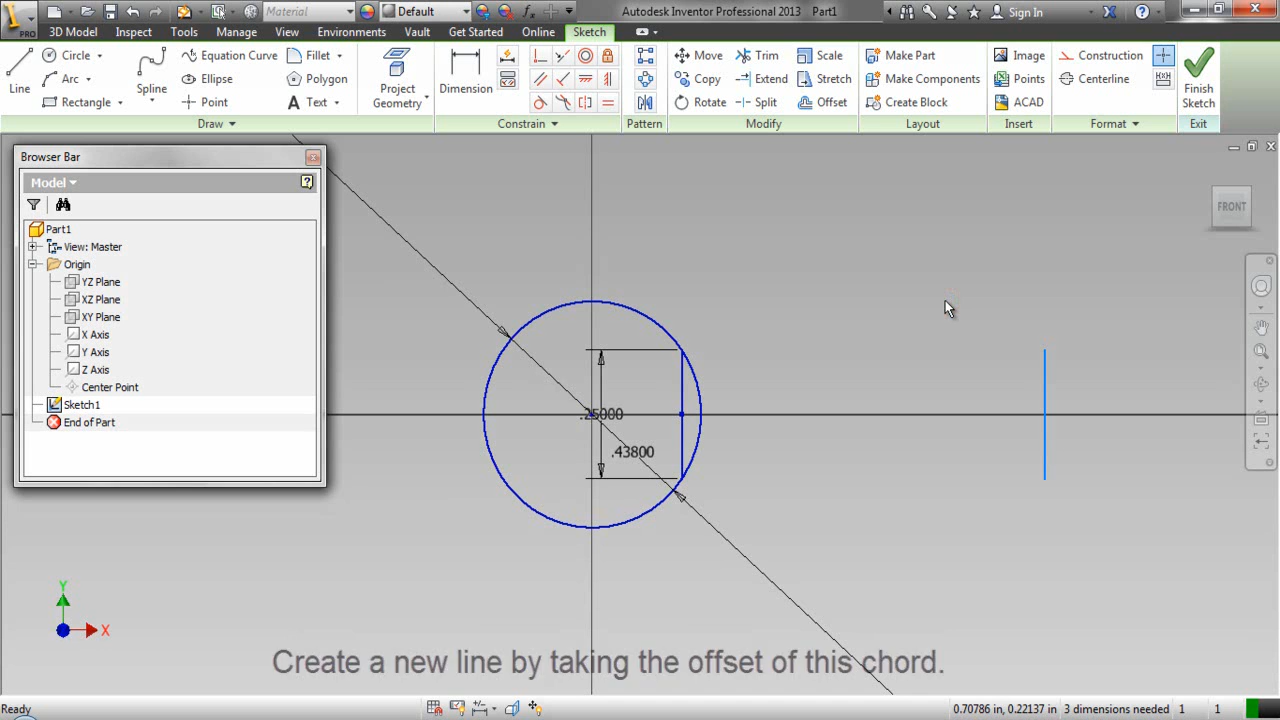 PRO
Material
Default
Autodesk Inventor Professional 2013 Part1
Sign In
3D Model Inspect Tools Manage View Environments Vault Get Started Online Sketch
Line
Circle
Arc
Rectangle
Spline
Equation Curve
Ellipse
Point
Fillet
Polygon
Text
Project
Geometry
Dimension
Move
Copy
Rotate
Trim
Extend
Split
Scale
Stretch
Offset
Make Part
Make Components
Create Block
Image
Points
ACAD
Construction
Centerline
Finish
Sketch
Draw Constrain Pattern Modify Layout Insert Format Exit
Browser Bar
Model
Part1
View: Master
Origin
YZ Plane
XZ Plane
XY Plane
X Axis
Y Axis
Z Axis
Center Point
Sketch1
End of Part
FRONT
.25000
.43800
Y
X
Create a new line by taking the offset of this chord.
Ready
0.70786 in, 0.22137 in 3 dimensions needed 1 1